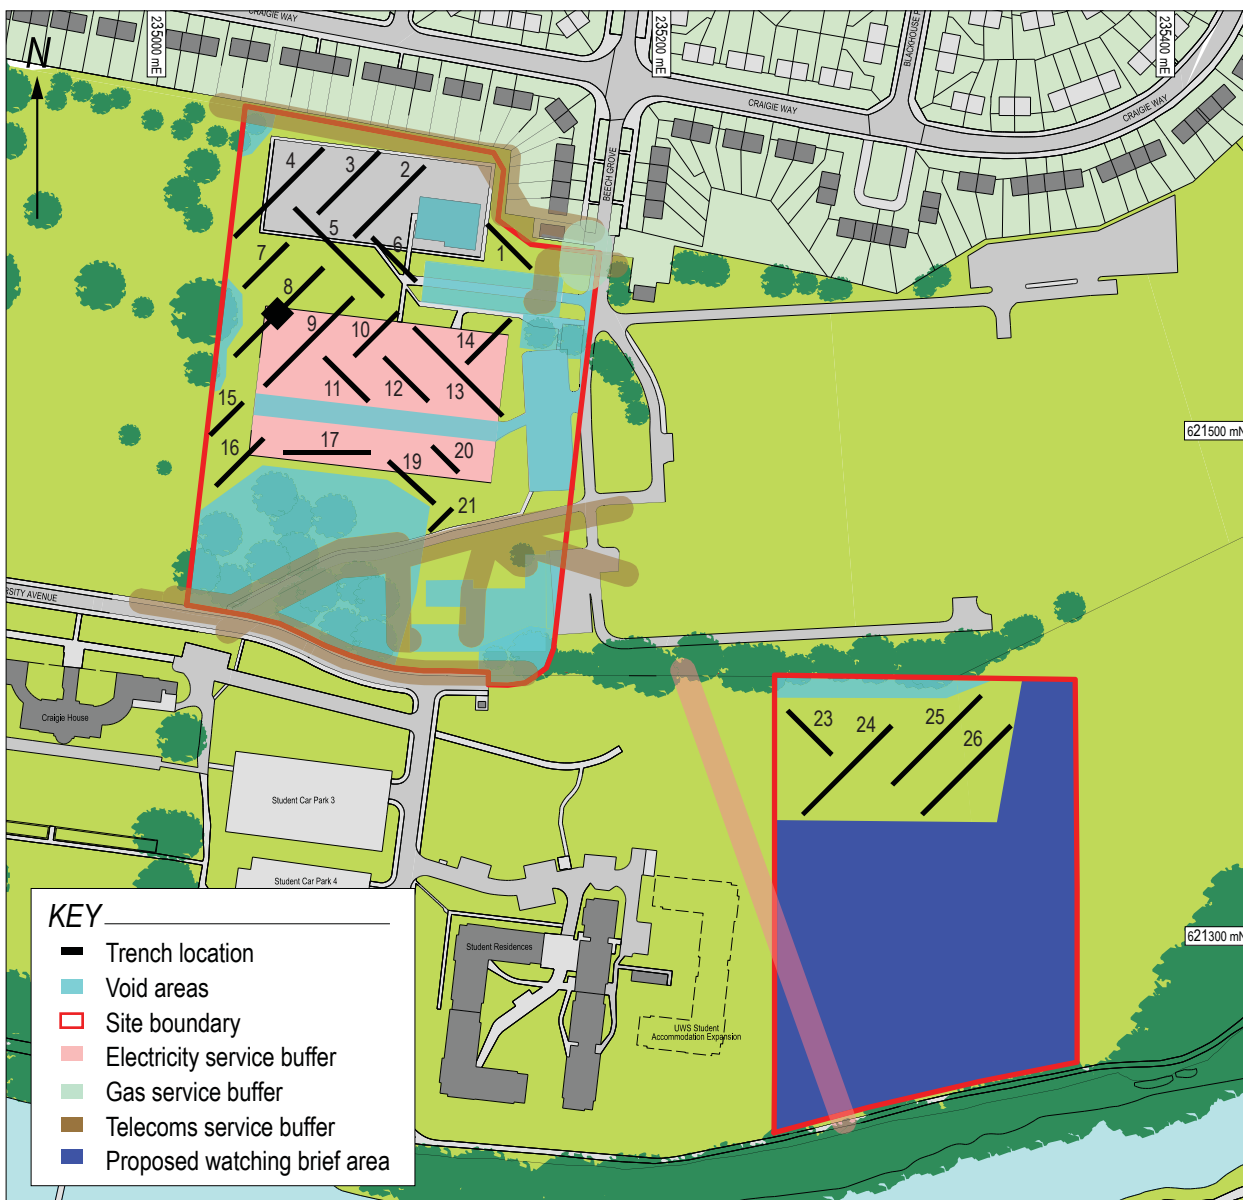 CRAIGIE WAY
235000 mE
235200 mE
BLACKHOUSE P
235400 mE
N
CRAIGIE WAY
CRAIGIE WAY
BEECH GROVE
4
3
2
5
6
1
7
8
9
10
14
11
12
13
15
16
17
19
20
21
621500 mN
RSITY AVENUE
Craigie House
Student Car Park 3
Student Car Park 4
23
24
25
26
621300 mN
Student Residences
UWS Student
Accommodation Expansion
KEY
Trench location
Void areas
Site boundary
Electricity service buffer
Gas service buffer
Telecoms service buffer
Proposed watching brief area